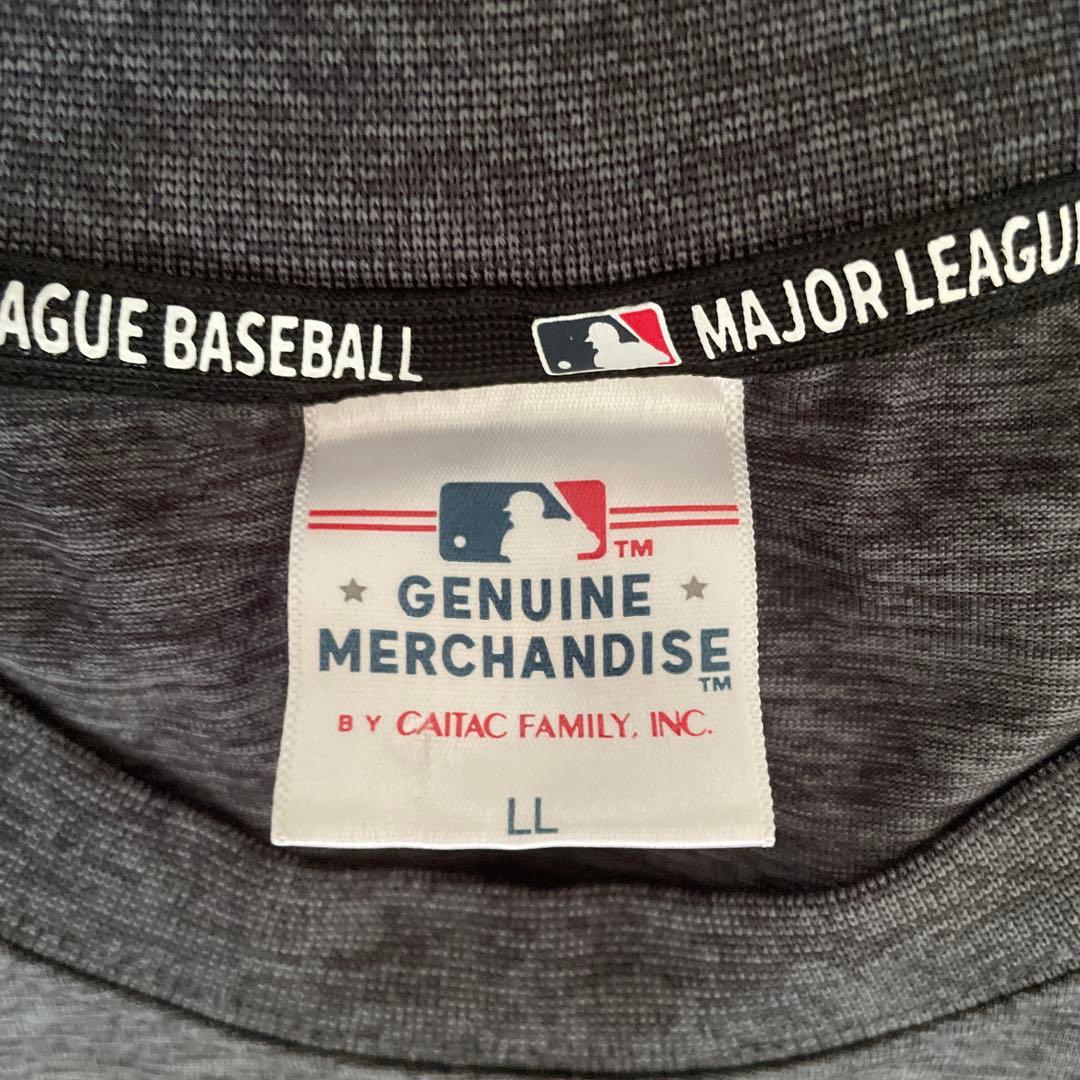 AGUE BASEBALL MAJOR LEAGU
TM
GENUINE
MERCHANDISE
TM
BY CAITAC FAMILY, INC.
LL